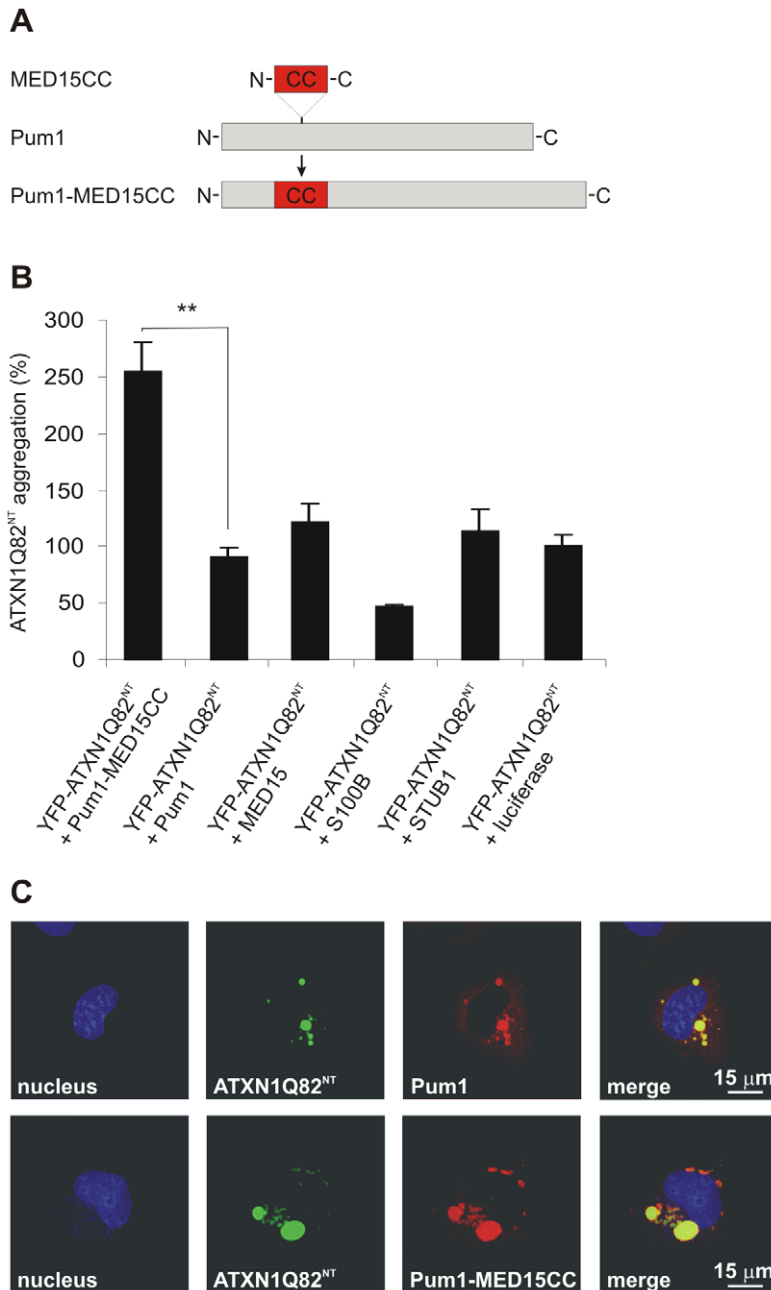 A
MED15CC
N- CC -C
Pum1
N- -C
Pum1-MED15CC
N- CC -C
B
ATXN1Q82^NT aggregation (%)
300
250
200
150
100
50
0
**
YFP-ATXN1Q82^NT
+ Pum1-MED15CC
YFP-ATXN1Q82^NT
+ Pum1
YFP-ATXN1Q82^NT
+ MED15
YFP-ATXN1Q82^NT
+ S100B
YFP-ATXN1Q82^NT
+ STUB1
YFP-ATXN1Q82^NT
+ luciferase
C
nucleus
ATXN1Q82^NT
Pum1
merge
15 μm
nucleus
ATXN1Q82^NT
Pum1-MED15CC
merge
15 μm